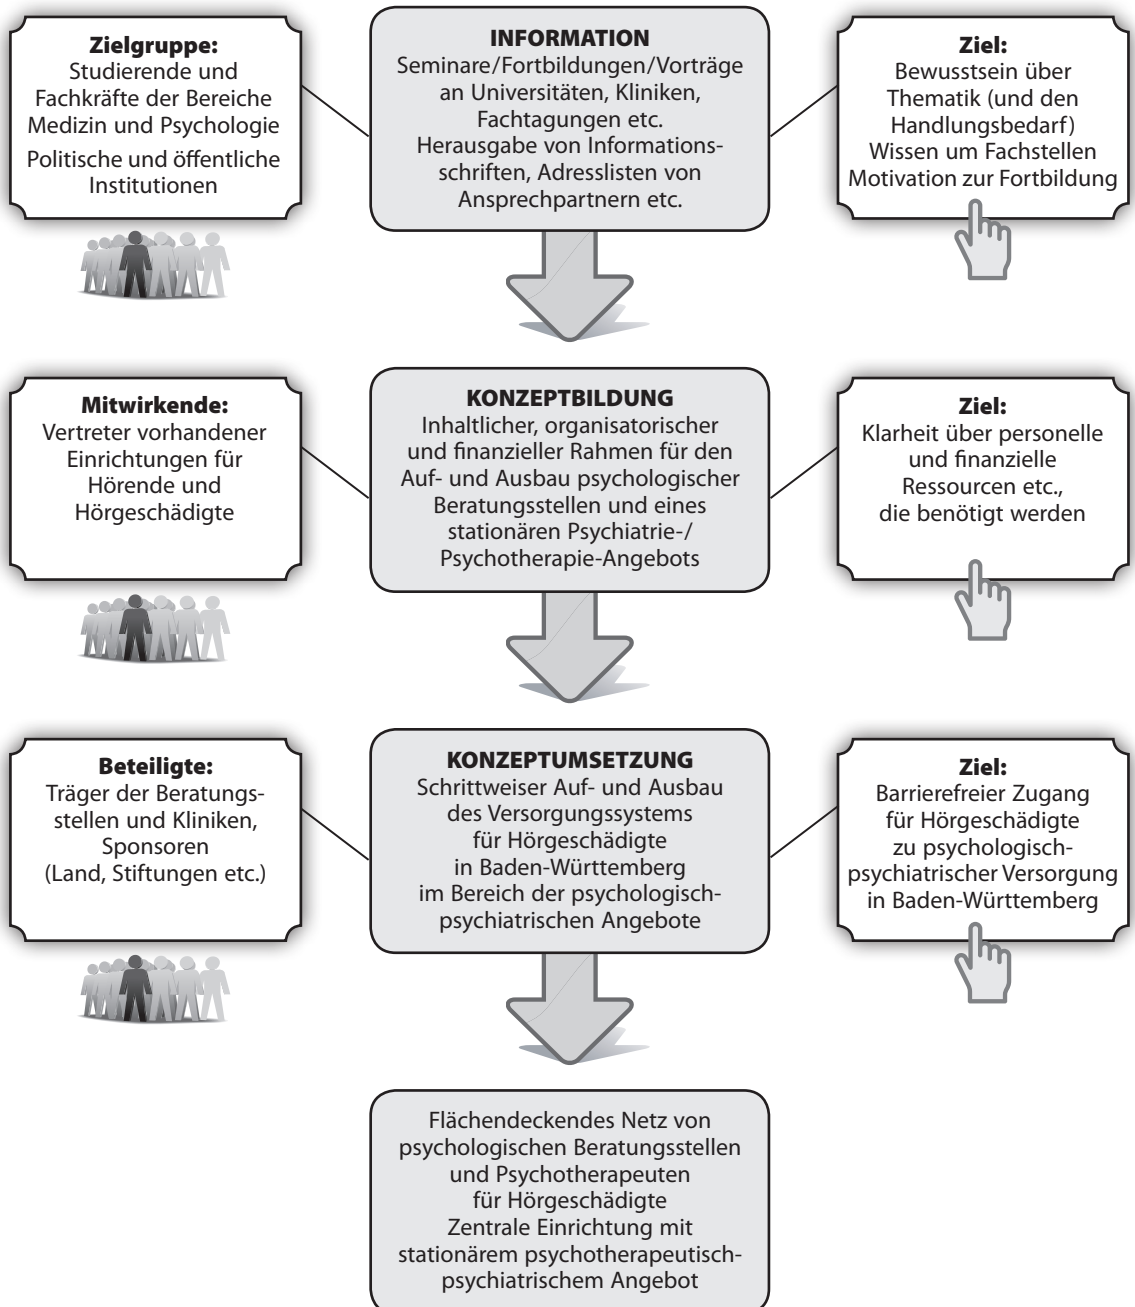 Zielgruppe:
Studierende und
Fachkräfte der Bereiche
Medizin und Psychologie
Politische und öffentliche
Institutionen
INFORMATION
Seminare/Fortbildungen/Vorträge
an Universitäten, Kliniken,
Fachtagungen etc.
Herausgabe von Informations-
schriften, Adresslisten von
Ansprechpartnern etc.
Ziel:
Bewusstsein über
Thematik (und den
Handlungsbedarf)
Wissen um Fachstellen
Motivation zur Fortbildung
Mitwirkende:
Vertreter vorhandener
Einrichtungen für
Hörende und
Hörgeschädigte
KONZEPTBILDUNG
Inhaltlicher, organisatorischer
und finanzieller Rahmen für den
Auf- und Ausbau psychologischer
Beratungsstellen und eines
stationären Psychiatrie-/
Psychotherapie-Angebots
Ziel:
Klarheit über personelle
und finanzielle
Ressourcen etc.,
die benötigt werden
Beteiligte:
Träger der Beratungs-
stellen und Kliniken,
Sponsoren
(Land, Stiftungen etc.)
KONZEPTUMSETZUNG
Schrittweiser Auf- und Ausbau
des Versorgungssystems
für Hörgeschädigte
in Baden-Württemberg
im Bereich der psychologisch-
psychiatrischen Angebote
Ziel:
Barrierefreier Zugang
für Hörgeschädigte
zu psychologisch-
psychiatrischer Versorgung
in Baden-Württemberg
Flächendeckendes Netz von
psychologischen Beratungsstellen
und Psychotherapeuten
für Hörgeschädigte
Zentrale Einrichtung mit
stationärem psychotherapeutisch-
psychiatrischem Angebot